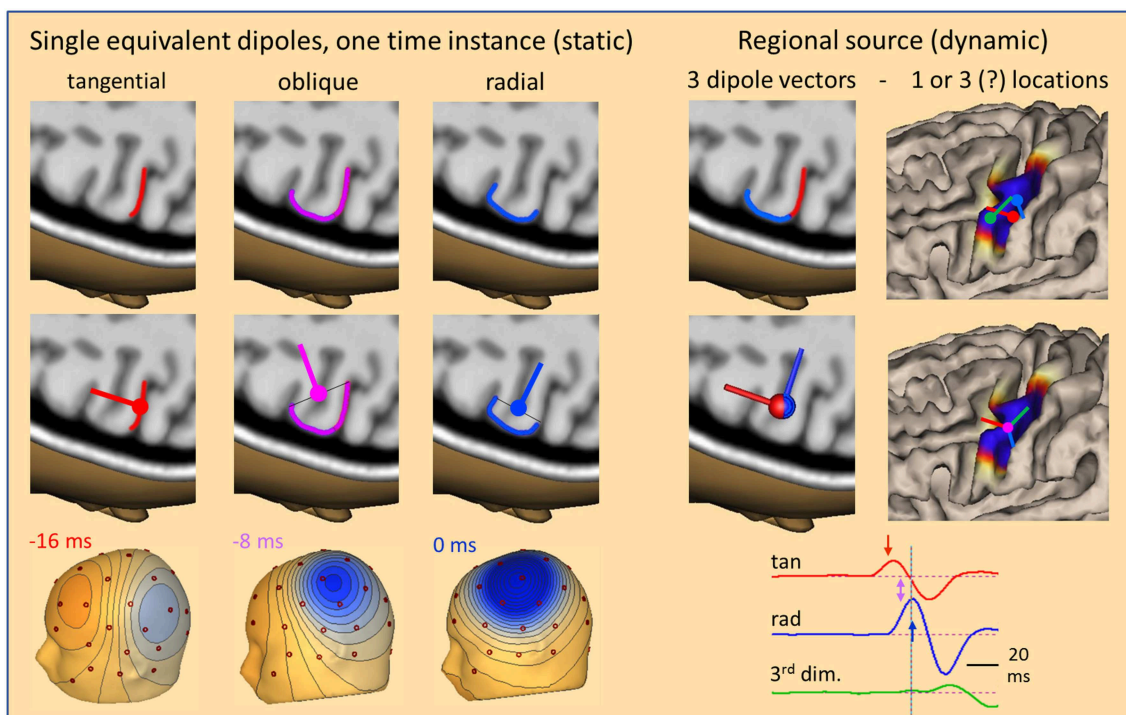 Single equivalent dipoles, one time instance (static)
Regional source (dynamic)
tangential
oblique
radial
3 dipole vectors - 1 or 3 (?) locations
-16 ms
-8 ms
0 ms
tan
rad
3rd dim.
20
ms